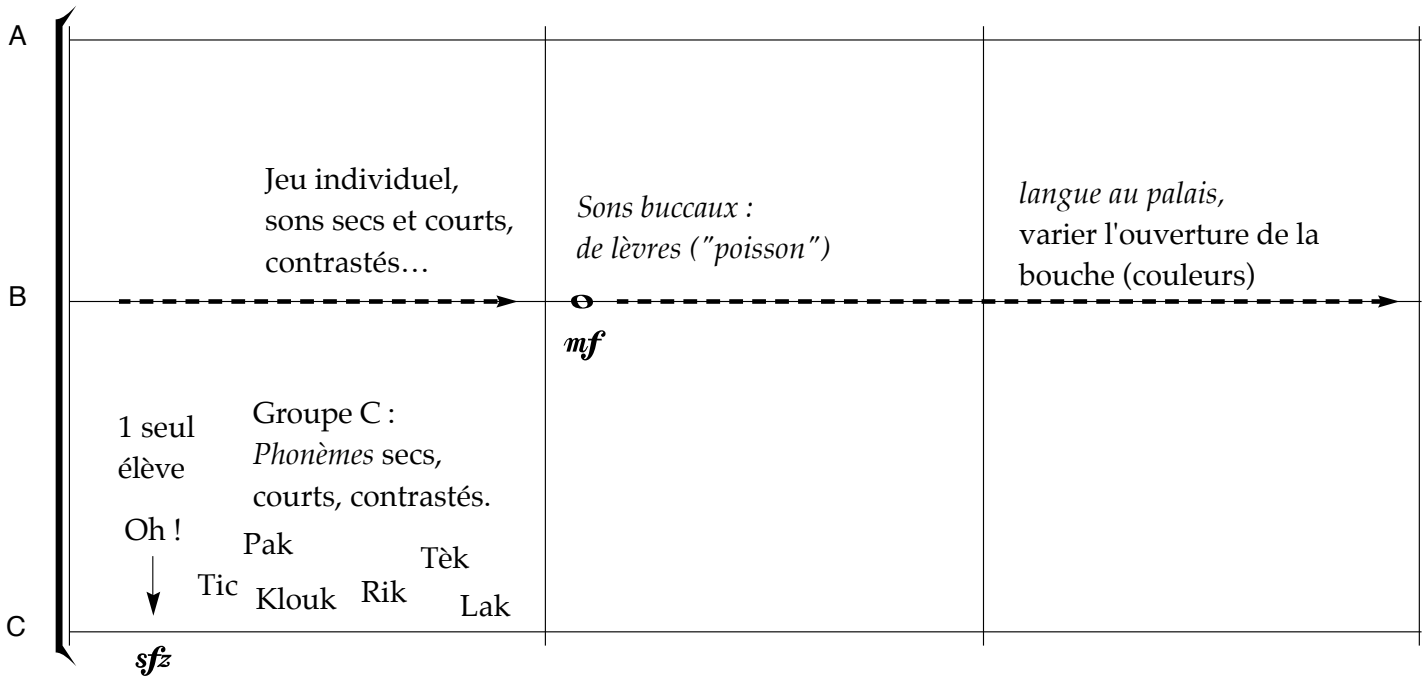 A
Jeu individuel,
sons secs et courts,
contrastés…
Sons buccaux :
de lèvres ("poisson")
langue au palais,
varier l'ouverture de la
bouche (couleurs)
B
mf
1 seul
élève
Groupe C :
Phonèmes secs,
courts, contrastés.
Oh !
Pak
Tèk
Tic
Klouk
Rik
Lak
C
sfz